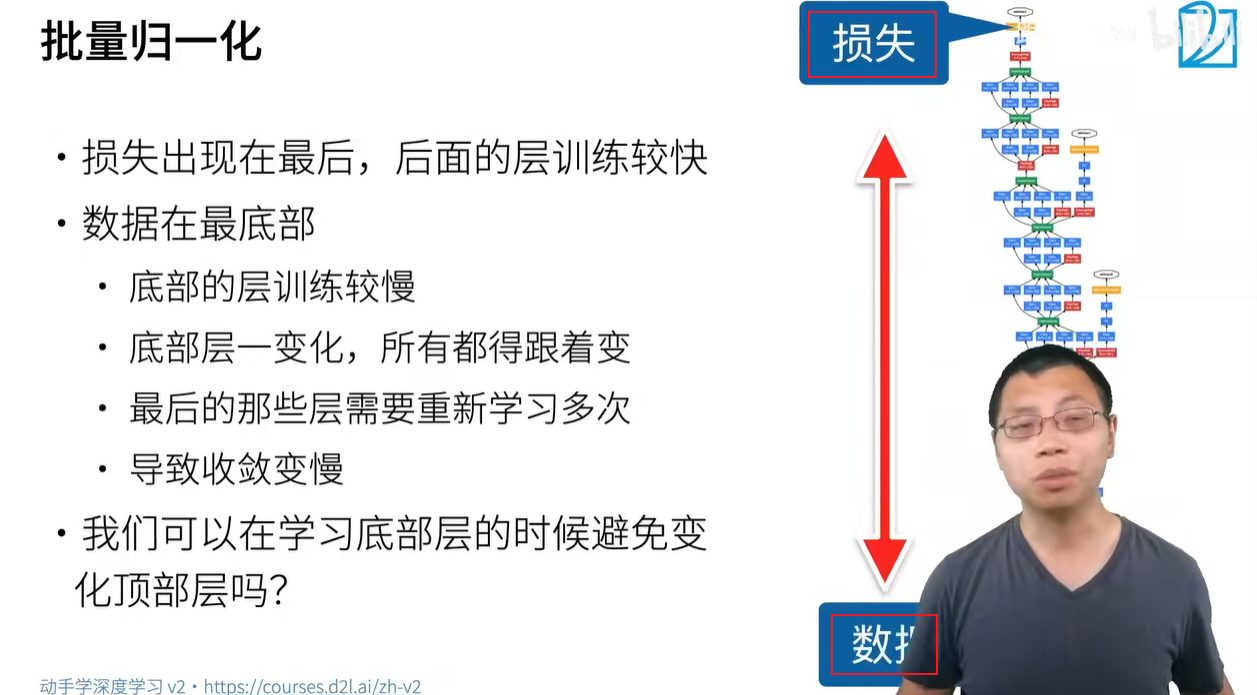 批量归一化
损失
bilibili
• 损失出现在最后，后面的层训练较快
• 数据在最底部
• 底部的层训练较慢
• 底部层一变化，所有都得跟着变
• 最后的那些层需要重新学习多次
• 导致收敛变慢
• 我们可以在学习底部层的时候避免变
化顶部层吗？
数
动手学深度学习 v2 • https://courses.d2l.ai/zh-v2